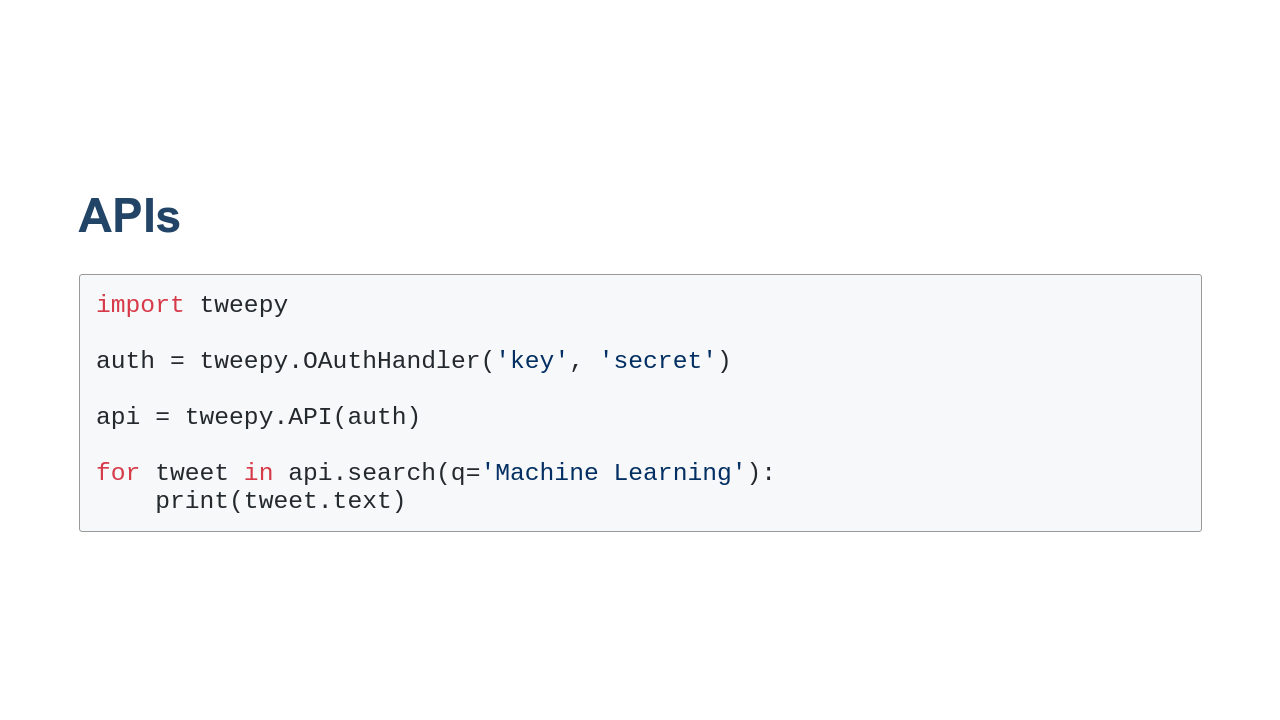 APIs
import tweepy
auth = tweepy.OAuthHandler('key', 'secret')
api = tweepy.API(auth)
for tweet in api.search(q='Machine Learning'):
    print(tweet.text)